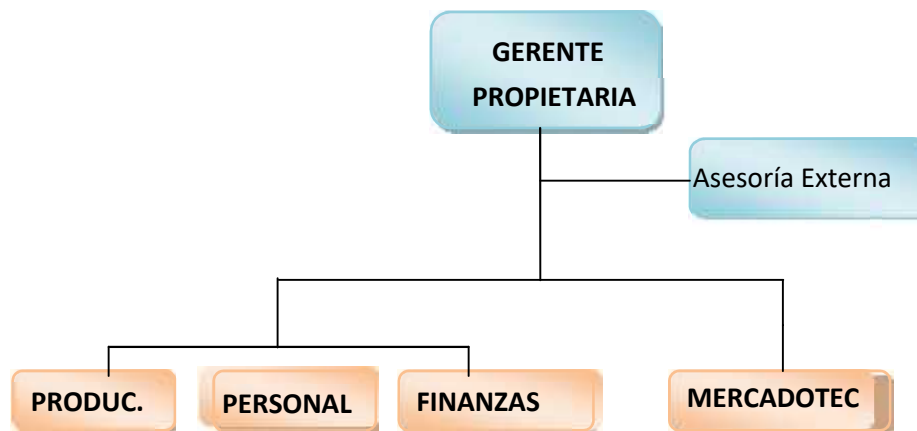 GERENTE
PROPIETARIA
Asesoría Externa
PRODUC.
PERSONAL
FINANZAS
MERCADOTEC